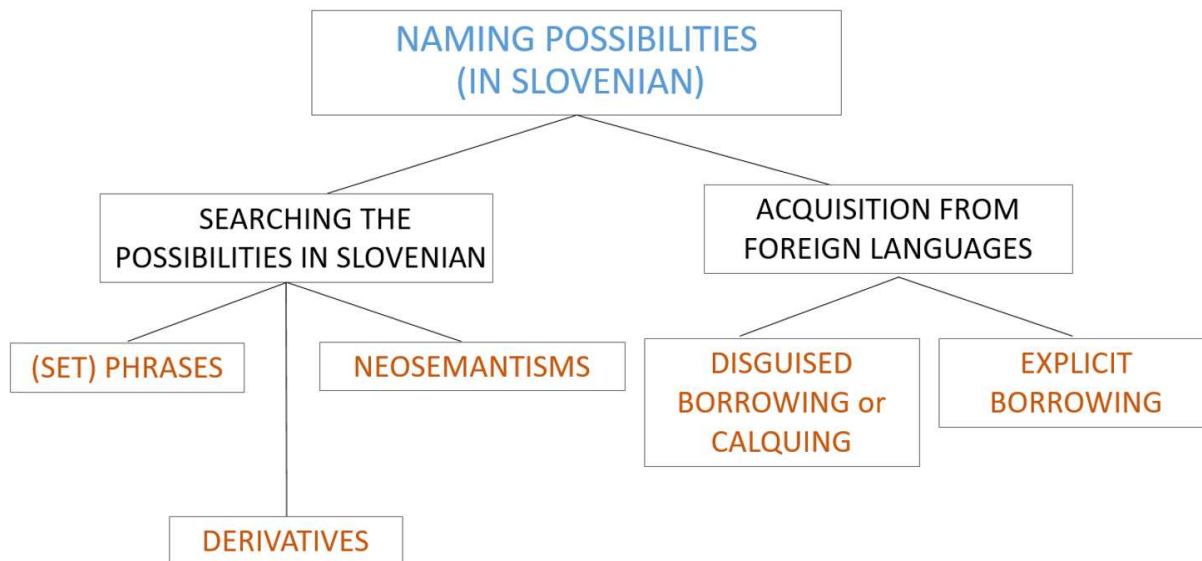 NAMING POSSIBILITIES
(IN SLOVENIAN)
SEARCHING THE
POSSIBILITIES IN SLOVENIAN
ACQUISITION FROM
FOREIGN LANGUAGES
(SET) PHRASES
NEOSEMANTISMS
DISGUISED
BORROWING or
CALQUING
EXPLICIT
BORROWING
DERIVATIVES